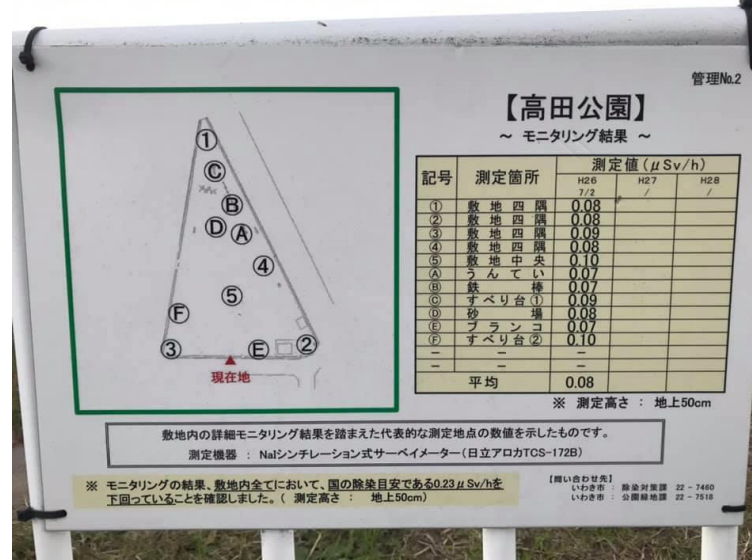 管理No.2
【高田公園】
～ モニタリング結果 ～
記号 測定箇所 測定値(μSv/h)
H26 H27 H28
7/2 / /
① 敷地四隅 0.08
② 敷地四隅 0.08
③ 敷地四隅 0.09
④ 敷地四隅 0.08
⑤ 敷地中央 0.10
Ⓐ うんてい 0.07
Ⓑ 鉄棒 0.07
Ⓒ すべり台① 0.09
Ⓓ 砂場 0.08
Ⓔ ブランコ 0.07
Ⓕ すべり台② 0.10
− − −
− − −
平均 0.08
※ 測定高さ : 地上50cm
①
Ⓒ
Ⓑ
Ⓓ Ⓐ
④
⑤
Ⓕ
③ Ⓔ ②
現在地
敷地内の詳細モニタリング結果を踏まえた代表的な測定地点の数値を示したものです。
測定機器 : NaIシンチレーション式サーベイメーター(日立アロカTCS-172B)
※ モニタリングの結果、敷地内全てにおいて、国の除染目安である0.23μSv/hを
下回っていることを確認しました。( 測定高さ : 地上50cm)
【問い合わせ先】
いわき市 : 除染対策課 22-7460
いわき市 : 公園緑地課 22-7518